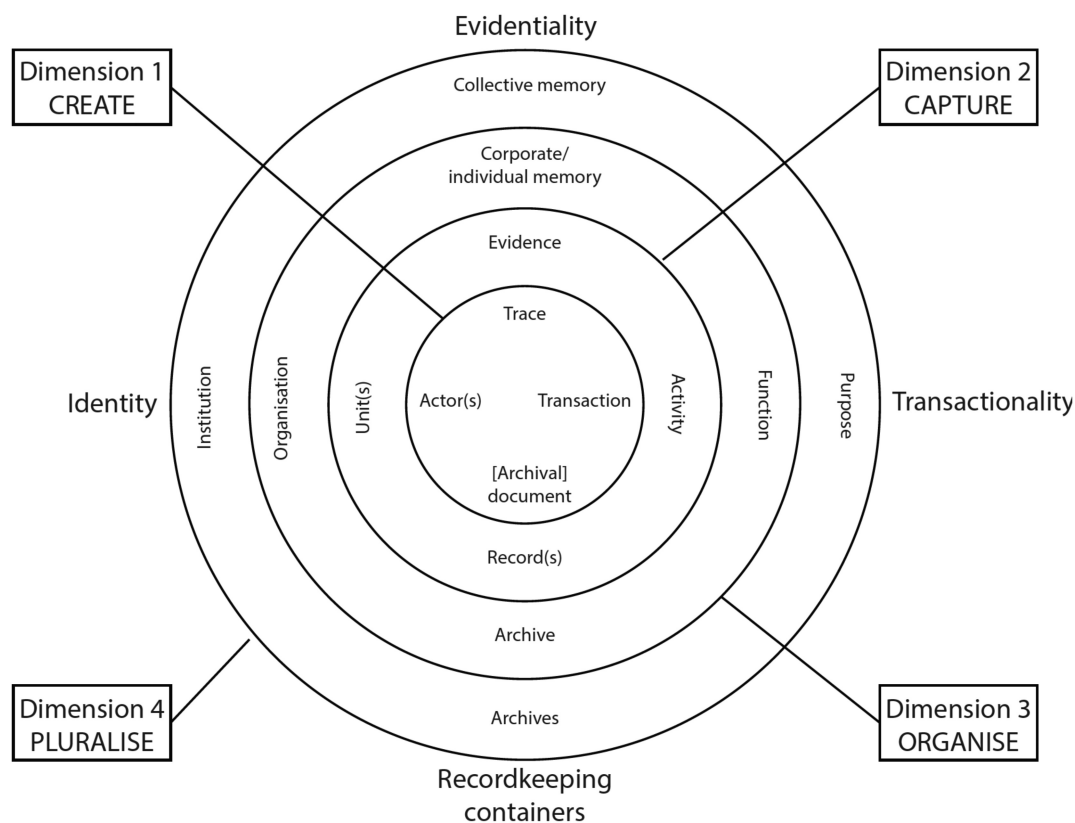 Evidentiality
Dimension 1
CREATE
Dimension 2
CAPTURE
Collective memory
Corporate/
individual memory
Evidence
Trace
Identity
Institution
Organisation
Unit(s)
Actor(s)
Transaction
Activity
Function
Purpose
Transactionality
[Archival]
document
Record(s)
Archive
Archives
Dimension 4
PLURALISE
Dimension 3
ORGANISE
Recordkeeping
containers